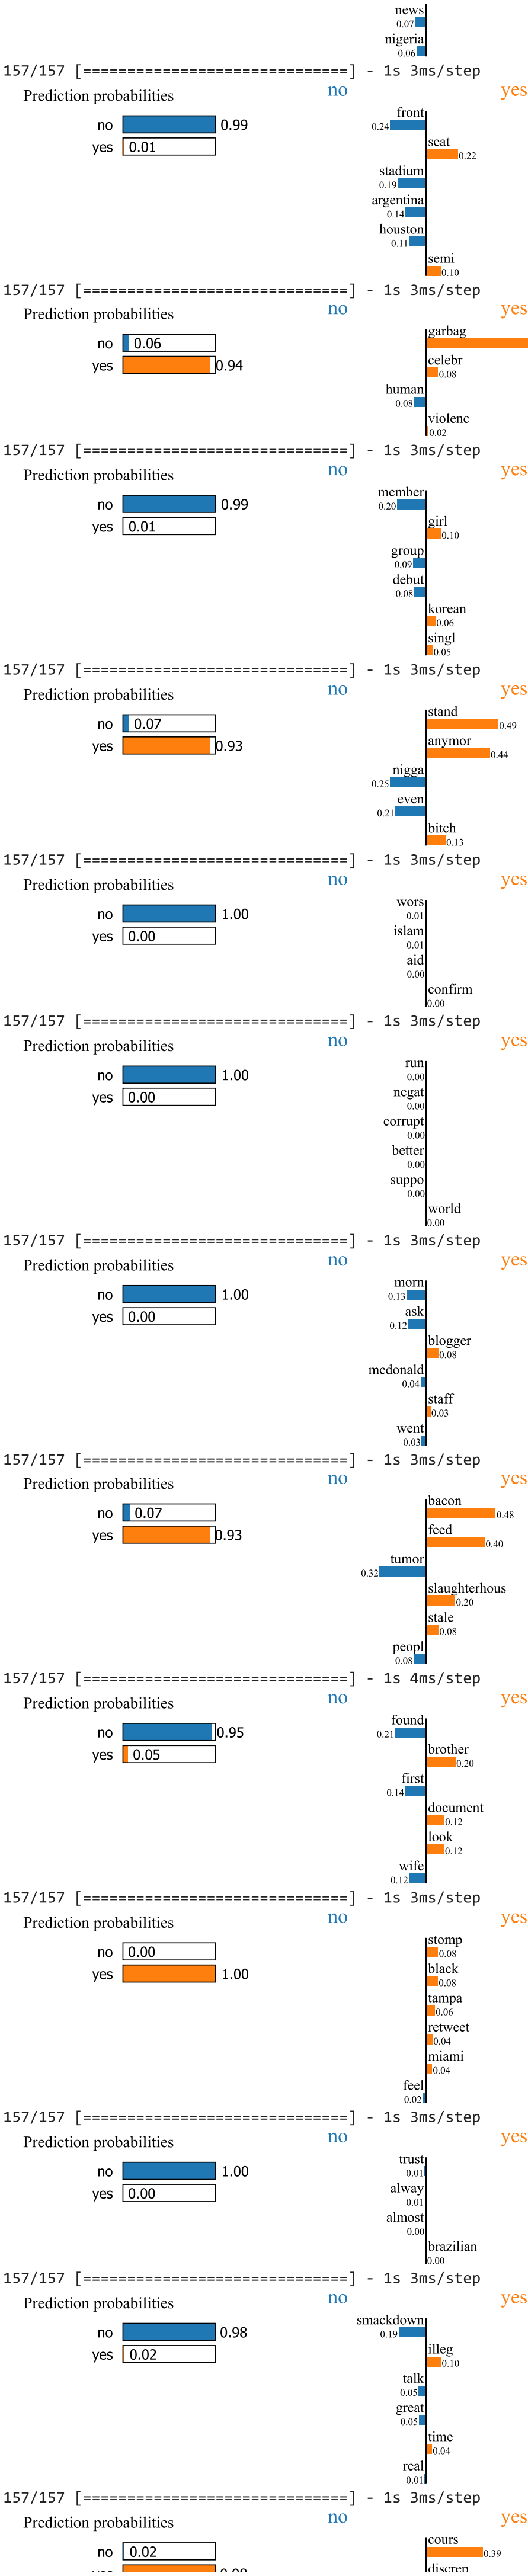 news
0.07
nigeria
0.06
157/157 [==============================] - 1s 3ms/step
Prediction probabilities
no 0.99
yes 0.01
no yes
front
0.24
seat
0.22
stadium
0.19
argentina
0.14
houston
0.11
semi
0.10
157/157 [==============================] - 1s 3ms/step
Prediction probabilities
no 0.06
yes 0.94
no yes
garbag
celebr
0.08
human
0.08
violenc
0.02
157/157 [==============================] - 1s 3ms/step
Prediction probabilities
no 0.99
yes 0.01
no yes
member
0.20
girl
0.10
group
0.09
debut
0.08
korean
0.06
singl
0.05
157/157 [==============================] - 1s 3ms/step
Prediction probabilities
no 0.07
yes 0.93
no yes
stand
0.49
anymor
0.44
nigga
0.25
even
0.21
bitch
0.13
157/157 [==============================] - 1s 3ms/step
Prediction probabilities
no 1.00
yes 0.00
no yes
wors
0.01
islam
0.01
aid
0.00
confirm
0.00
157/157 [==============================] - 1s 3ms/step
Prediction probabilities
no 1.00
yes 0.00
no yes
run
0.00
negat
0.00
corrupt
0.00
better
0.00
suppo
0.00
world
0.00
157/157 [==============================] - 1s 3ms/step
Prediction probabilities
no 1.00
yes 0.00
no yes
morn
0.13
ask
0.12
blogger
0.08
mcdonald
0.04
staff
0.03
went
0.03
157/157 [==============================] - 1s 3ms/step
Prediction probabilities
no 0.07
yes 0.93
no yes
bacon
0.48
feed
0.40
tumor
0.32
slaughterhous
0.20
stale
0.08
peopl
0.08
157/157 [==============================] - 1s 4ms/step
Prediction probabilities
no 0.95
yes 0.05
no yes
found
0.21
brother
0.20
first
0.14
document
0.12
look
0.12
wife
0.12
157/157 [==============================] - 1s 3ms/step
Prediction probabilities
no 0.00
yes 1.00
no yes
stomp
0.08
black
0.08
tampa
0.06
retweet
0.04
miami
0.04
feel
0.02
157/157 [==============================] - 1s 3ms/step
Prediction probabilities
no 1.00
yes 0.00
no yes
trust
0.01
alway
0.01
almost
0.00
brazilian
0.00
157/157 [==============================] - 1s 3ms/step
Prediction probabilities
no 0.98
yes 0.02
no yes
smackdown
0.19
illeg
0.10
talk
0.05
great
0.05
time
0.04
real
0.01
157/157 [==============================] - 1s 3ms/step
Prediction probabilities
no 0.02
no yes
cours
0.39
discrep